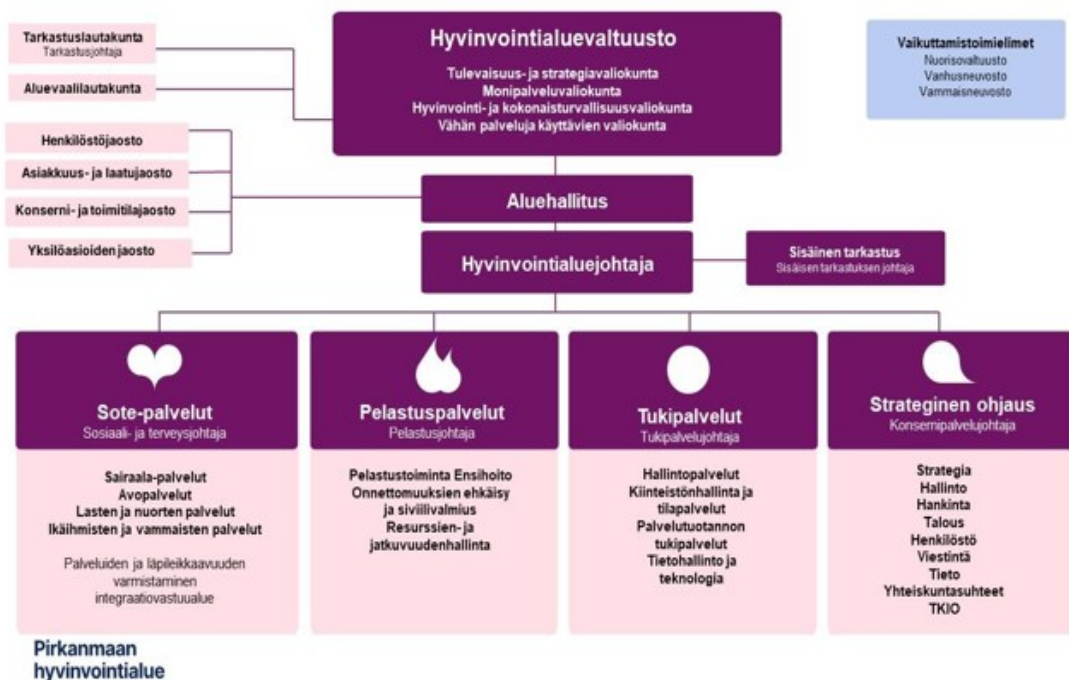 Tarkastuslautakunta
Tarkastusjohtaja
Aluevaalilautakunta
Hyvinvointialuevaltuusto
Tulevaisuus- ja strategiavaliokunta
Monipalveluvaliokunta
Hyvinvointi- ja kokonaisturvallisuusvaliokunta
Vähän palveluja käyttävien valiokunta
Vaikuttamistoimielimet
Nuorisovaltuusto
Vanhusneuvosto
Vammaisneuvosto
Henkilöstöjaosto
Asiakkuus- ja laatujaosto
Konserni- ja toimitilajaosto
Yksilöasioiden jaosto
Aluehallitus
Hyvinvointialuejohtaja
Sisäinen tarkastus
Sisäisen tarkastuksen johtaja
Sote-palvelut
Sosiaali- ja terveysjohtaja
Sairaala-palvelut
Avopalvelut
Lasten ja nuorten palvelut
Ikäihmisten ja vammaisten palvelut
Palveluiden ja läpileikkaavuuden
varmistaminen
integraatiovastuualue
Pelastuspalvelut
Pelastusjohtaja
Pelastustoiminta Ensihoito
Onnettomuuksien ehkäisy
ja siviilivalmius
Resurssien- ja
jatkuvuudenhallinta
Tukipalvelut
Tukipalvelujohtaja
Hallintopalvelut
Kiinteistönhallinta ja
tilapalvelut
Palvelutuotannon
tukipalvelut
Tietohallinto ja
teknologia
Strateginen ohjaus
Konsernipalvelujohtaja
Strategia
Hallinto
Hankinta
Talous
Henkilöstö
Viestintä
Tieto
Yhteiskuntasuhteet
TKIO
Pirkanmaan
hyvinvointialue